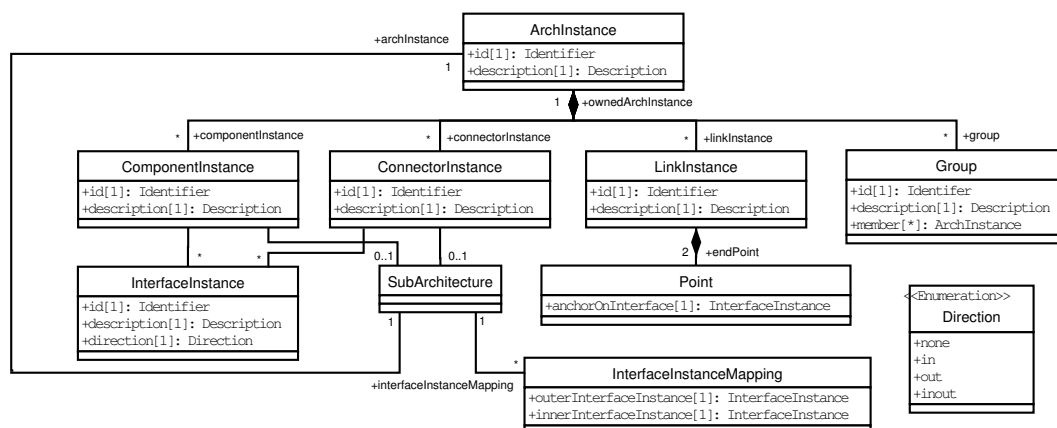 ArchInstance
+id[1]: Identifier
+description[1]: Description
+archInstance
1
1
+ownedArchInstance
* +componentInstance
* +connectorInstance
* +linkInstance
* +group
ComponentInstance
+id[1]: Identifier
+description[1]: Description
ConnectorInstance
+id[1]: Identifier
+description[1]: Description
LinkInstance
+id[1]: Identifier
+description[1]: Description
Group
+id[1]: Identifer
+description[1]: Description
+member[*]: ArchInstance
*
*
0..1
0..1
2
+endPoint
InterfaceInstance
+id[1]: Identifier
+description[1]: Description
+direction[1]: Direction
SubArchitecture
1
1
Point
+anchorOnInterface[1]: InterfaceInstance
<<Enumeration>>
Direction
+none
+in
+out
+inout
*
+interfaceInstanceMapping
InterfaceInstanceMapping
+outerInterfaceInstance[1]: InterfaceInstance
+innerInterfaceInstance[1]: InterfaceInstance